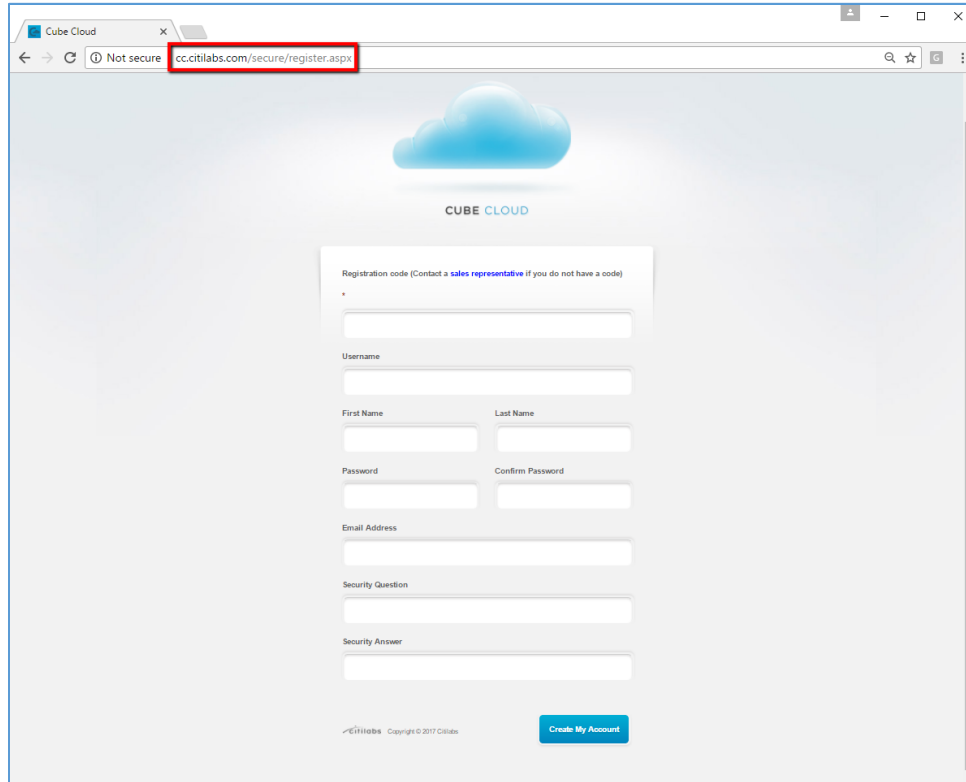 Cube Cloud
Not secure cc.citilabs.com/secure/register.aspx
CUBE CLOUD
Registration code (Contact a sales representative if you do not have a code)
*
Username
First Name Last Name
Password Confirm Password
Email Address
Security Question
Security Answer
citilabs Copyright © 2017 Citilabs Create My Account